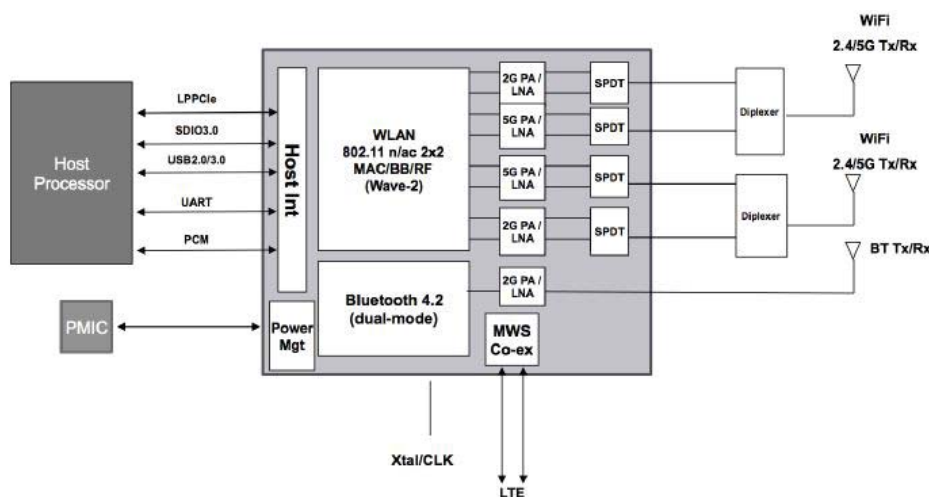 WiFi
2.4/5G Tx/Rx
Host
Processor
LPPCIe
SDIO3.0
USB2.0/3.0
UART
PCM
Host Int
WLAN
802.11 n/ac 2x2
MAC/BB/RF
(Wave-2)
2G PA /
LNA
SPDT
5G PA /
LNA
SPDT
Diplexer
5G PA /
LNA
SPDT
2G PA /
LNA
SPDT
Diplexer
WiFi
2.4/5G Tx/Rx
BT Tx/Rx
Bluetooth 4.2
(dual-mode)
2G PA /
LNA
PMIC
Power
Mgt
MWS
Co-ex
Xtal/CLK
LTE